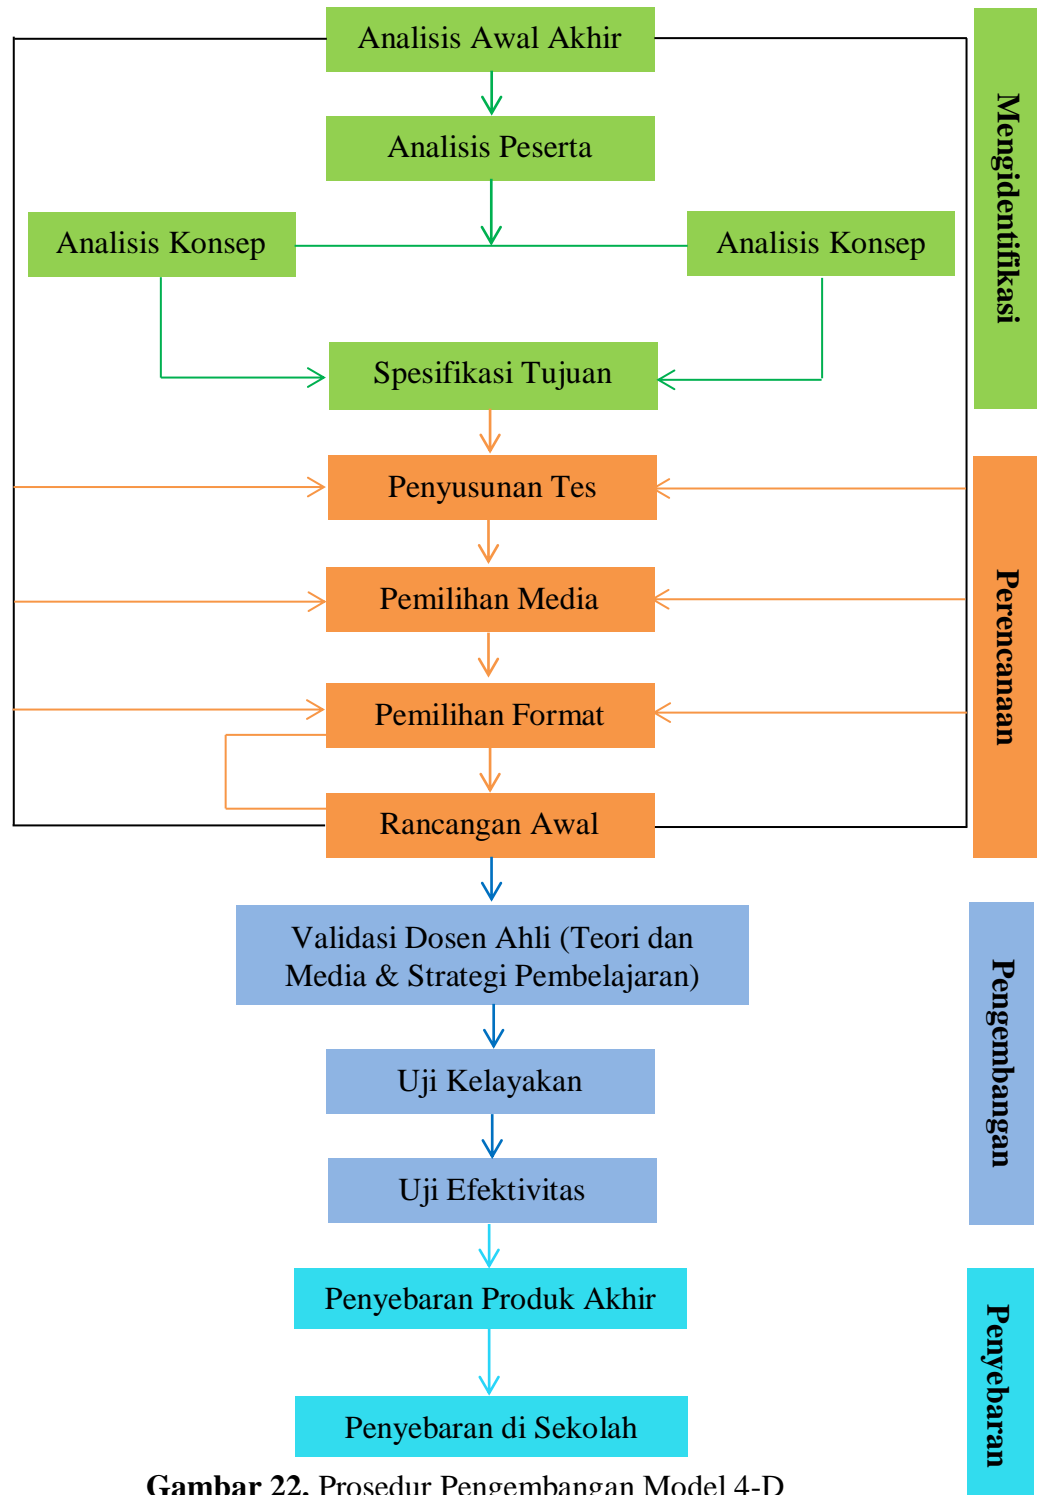 Analisis Awal Akhir
Analisis Peserta
Analisis Konsep
Analisis Konsep
Spesifikasi Tujuan
Mengidentifikasi
Penyusunan Tes
Pemilihan Media
Pemilihan Format
Rancangan Awal
Perencanaan
Validasi Dosen Ahli (Teori dan
Media & Strategi Pembelajaran)
Uji Kelayakan
Uji Efektivitas
Pengembangan
Penyebaran Produk Akhir
Penyebaran di Sekolah
Penyebaran
Gambar 22. Prosedur Pengembangan Model 4-D